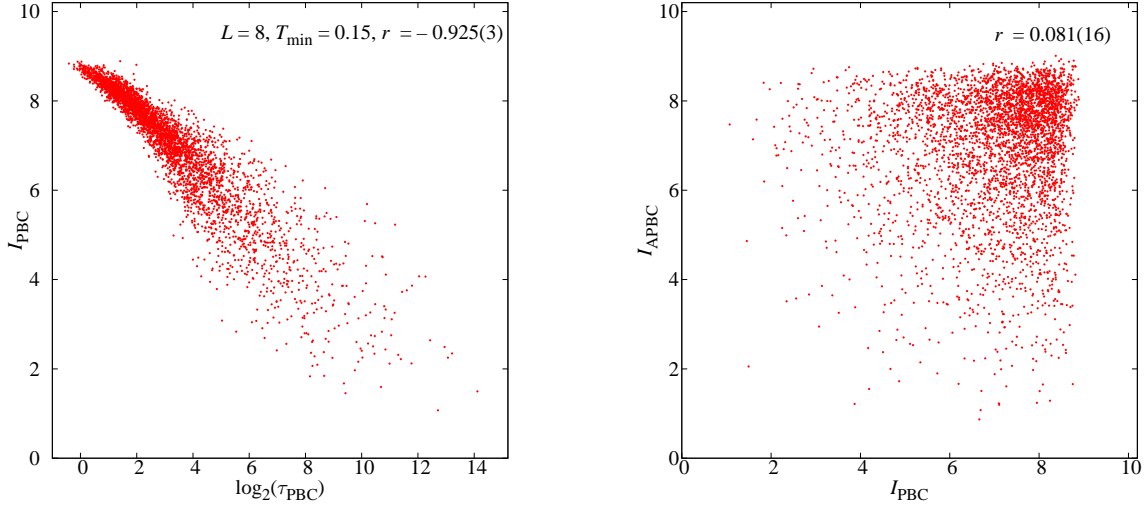 L = 8, T_min = 0.15, r = – 0.925(3)
10
8
6
4
2
0
I_PBC
0 2 4 6 8 10 12 14
log_2(τ_PBC)
r = 0.081(16)
10
8
6
4
2
0
I_APBC
0 2 4 6 8 10
I_PBC